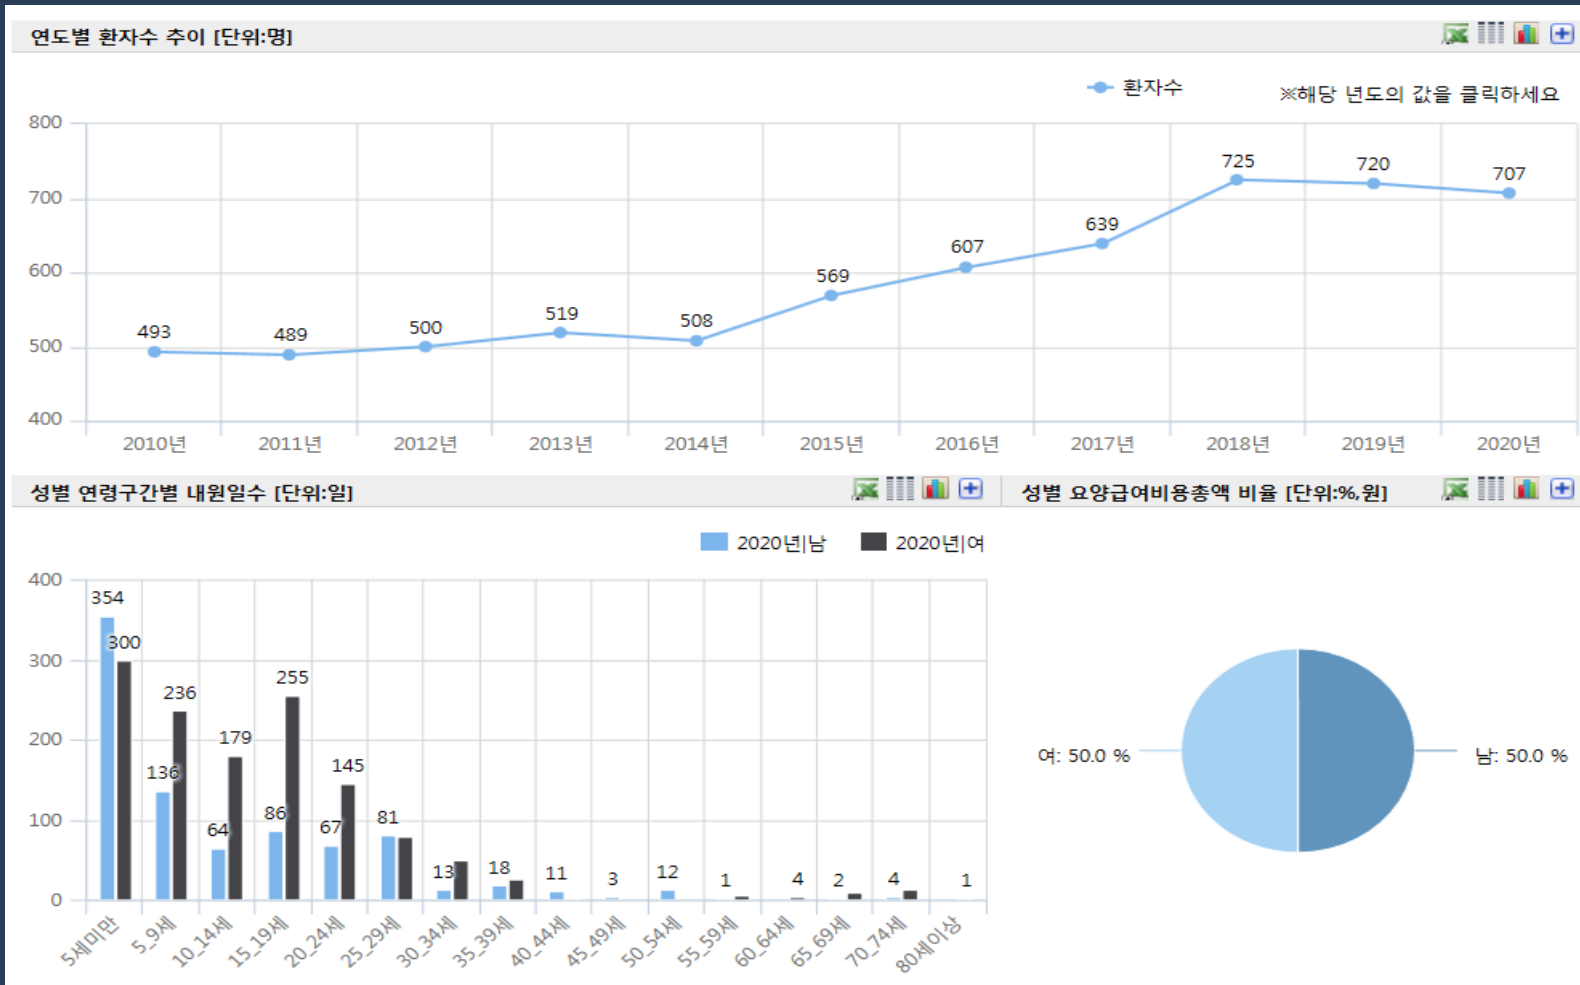 연도별 환자수 추이 [단위:명]
환자수
※해당 년도의 값을 클릭하세요
800
700
600
500
400
493
489
500
519
508
569
607
639
725
720
707
2010년
2011년
2012년
2013년
2014년
2015년
2016년
2017년
2018년
2019년
2020년
성별 연령구간별 내원일수 [단위:일]
2020년|남
2020년|여
400
300
200
100
0
354
300
136
236
64
179
86
255
67
145
81
13
18
11
3
12
1
4
2
4
1
5세미만
5_9세
10_14세
15_19세
20_24세
25_29세
30_34세
35_39세
40_44세
45_49세
50_54세
55_59세
60_64세
65_69세
70_74세
80세이상
성별 요양급여비용총액 비율 [단위:%,원]
여: 50.0 %
남: 50.0 %